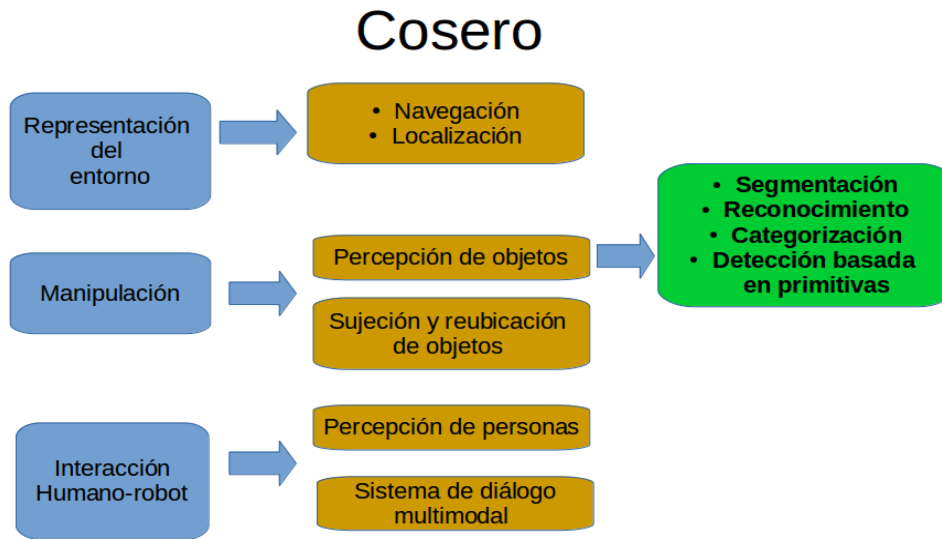 Cosero
Representación
del
entorno
• Navegación
• Localización
• Segmentación
• Reconocimiento
• Categorización
• Detección basada
en primitivas
Manipulación
Percepción de objetos
Sujeción y reubicación
de objetos
Interacción
Humano-robot
Percepción de personas
Sistema de diálogo
multimodal